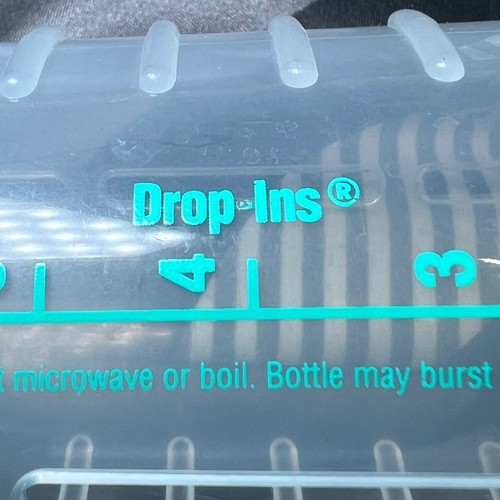 Drop-Ins®
4 3
microwave or boil. Bottle may burst